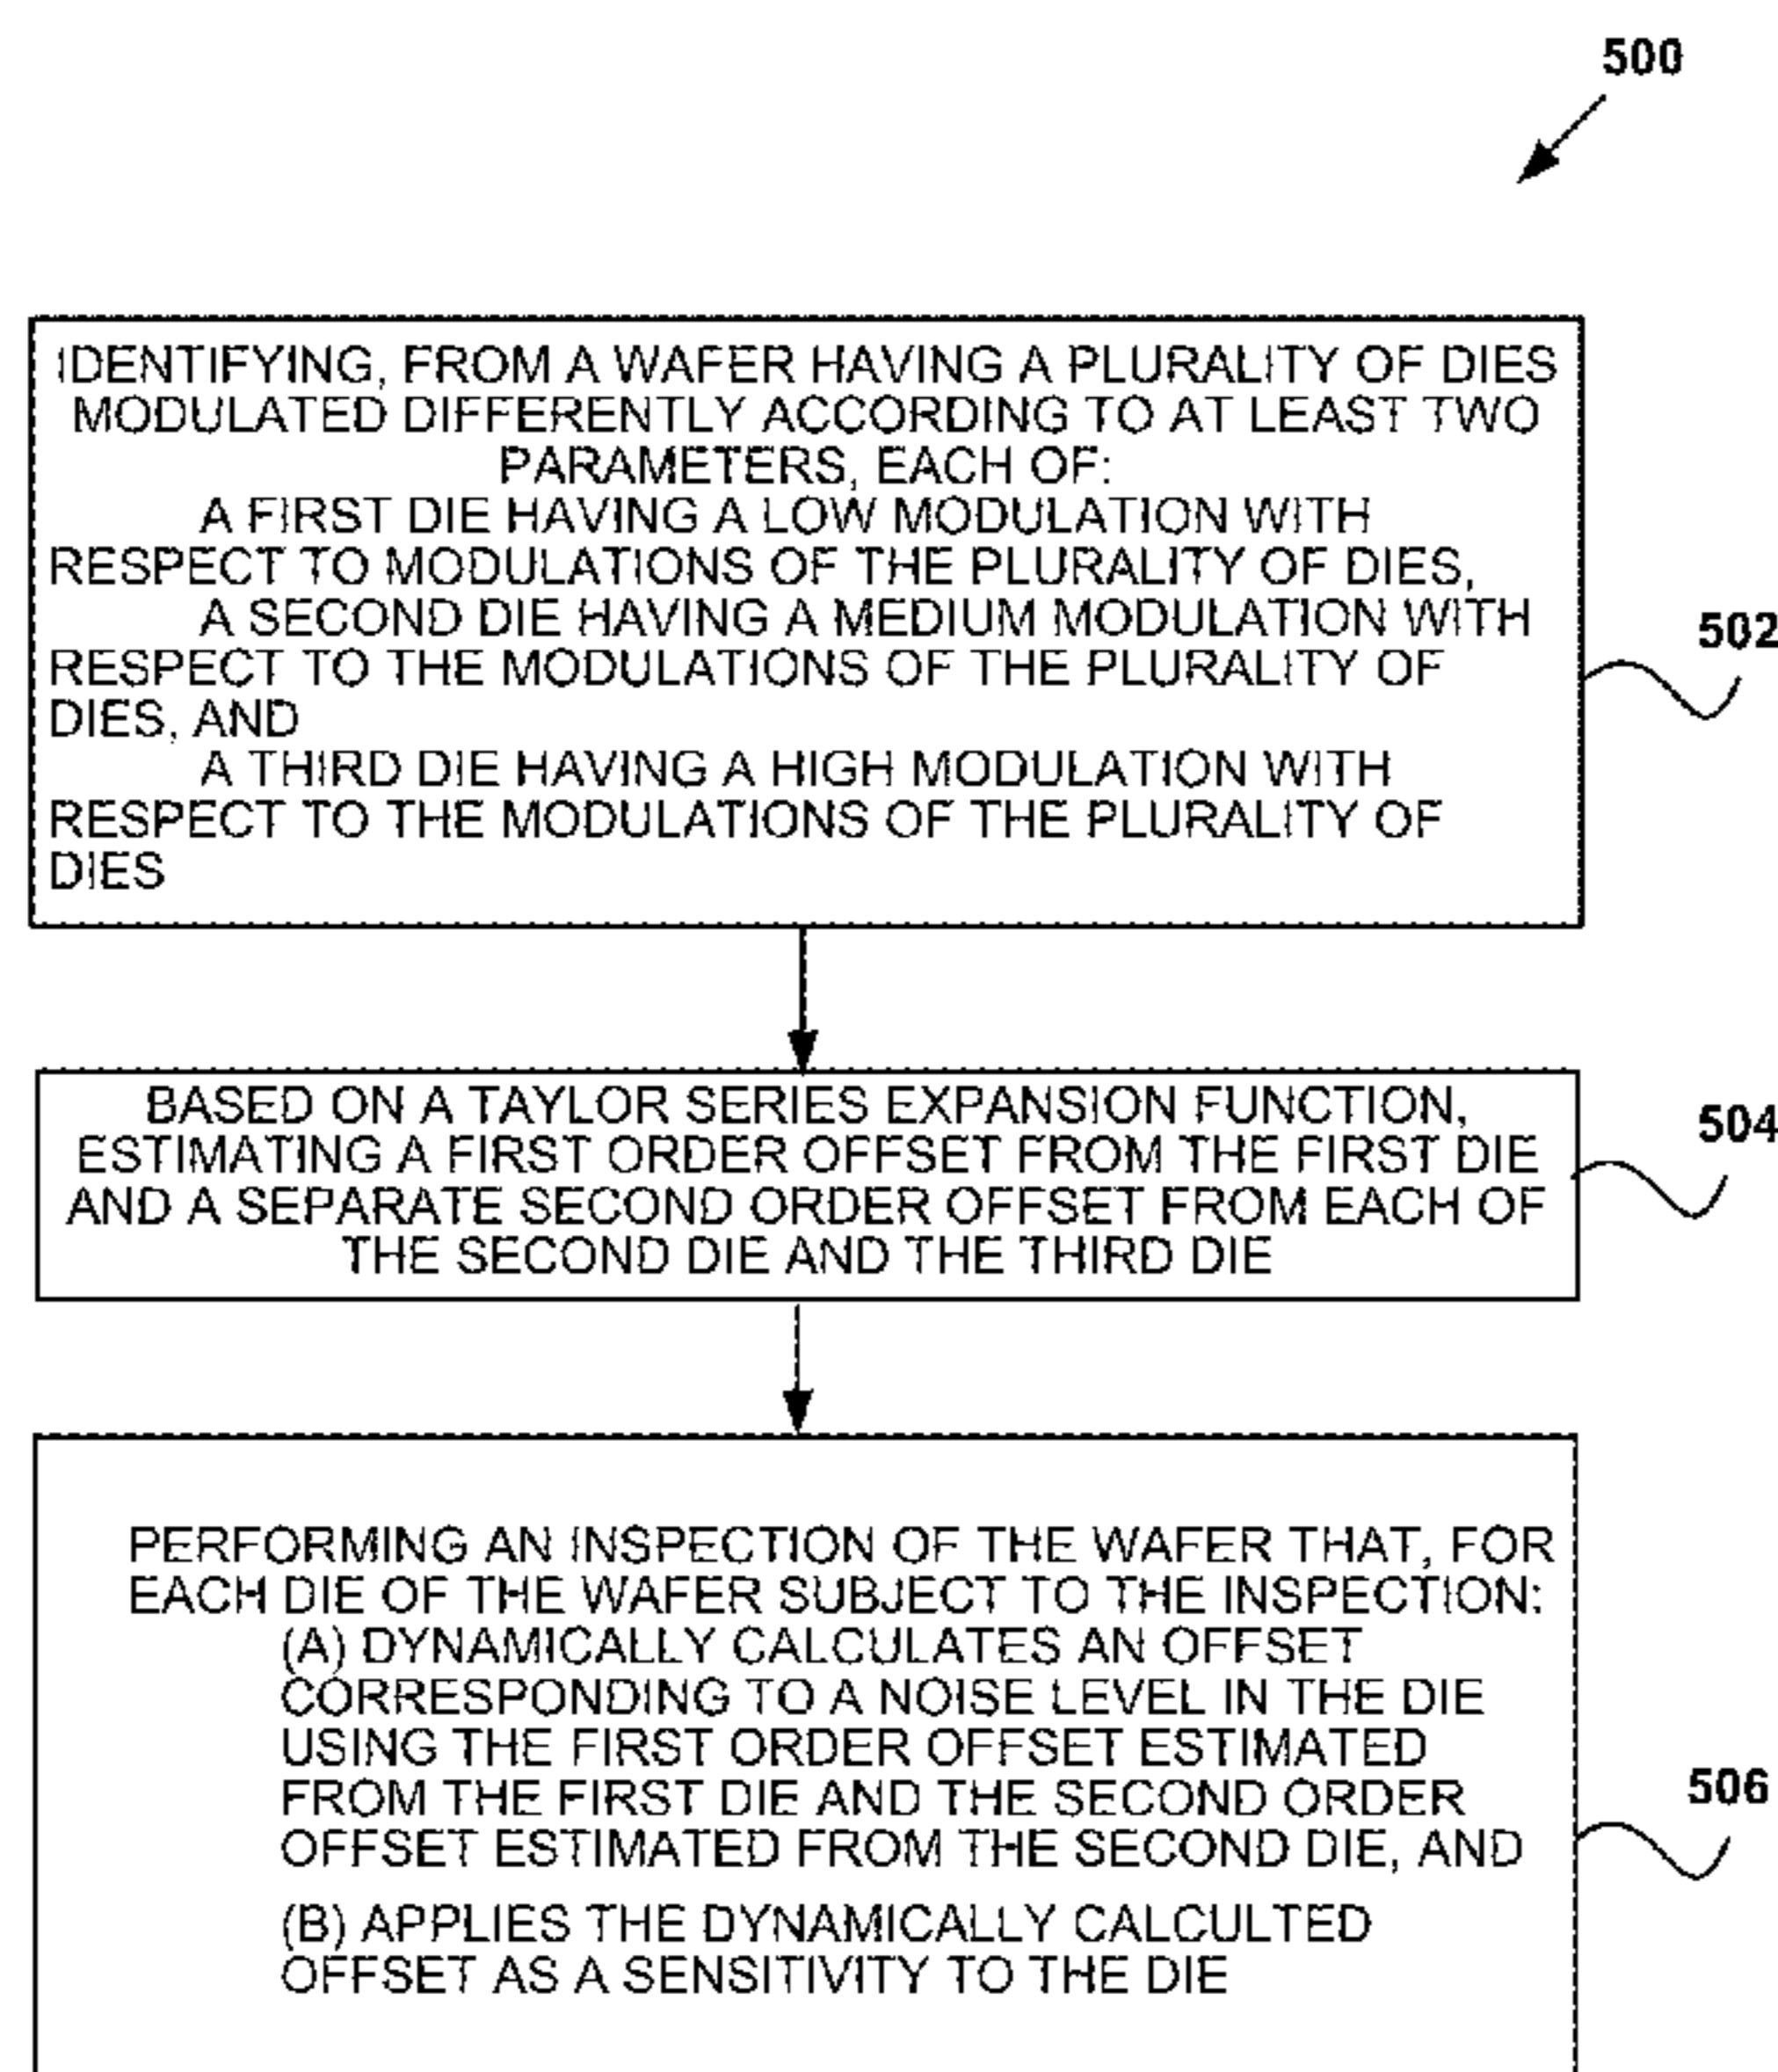 500
IDENTIFYING, FROM A WAFER HAVING A PLURALITY OF DIES
MODULATED DIFFERENTLY ACCORDING TO AT LEAST TWO
PARAMETERS, EACH OF:
A FIRST DIE HAVING A LOW MODULATION WITH
RESPECT TO MODULATIONS OF THE PLURALITY OF DIES,
A SECOND DIE HAVING A MEDIUM MODULATION WITH
RESPECT TO THE MODULATIONS OF THE PLURALITY OF
DIES, AND
A THIRD DIE HAVING A HIGH MODULATION WITH
RESPECT TO THE MODULATIONS OF THE PLURALITY OF
DIES
502
BASED ON A TAYLOR SERIES EXPANSION FUNCTION,
ESTIMATING A FIRST ORDER OFFSET FROM THE FIRST DIE
AND A SEPARATE SECOND ORDER OFFSET FROM EACH OF
THE SECOND DIE AND THE THIRD DIE
504
PERFORMING AN INSPECTION OF THE WAFER THAT, FOR
EACH DIE OF THE WAFER SUBJECT TO THE INSPECTION:
(A) DYNAMICALLY CALCULATES AN OFFSET
CORRESPONDING TO A NOISE LEVEL IN THE DIE
USING THE FIRST ORDER OFFSET ESTIMATED
FROM THE FIRST DIE AND THE SECOND ORDER
OFFSET ESTIMATED FROM THE SECOND DIE, AND
(B) APPLIES THE DYNAMICALLY CALCULTED
OFFSET AS A SENSITIVITY TO THE DIE
506